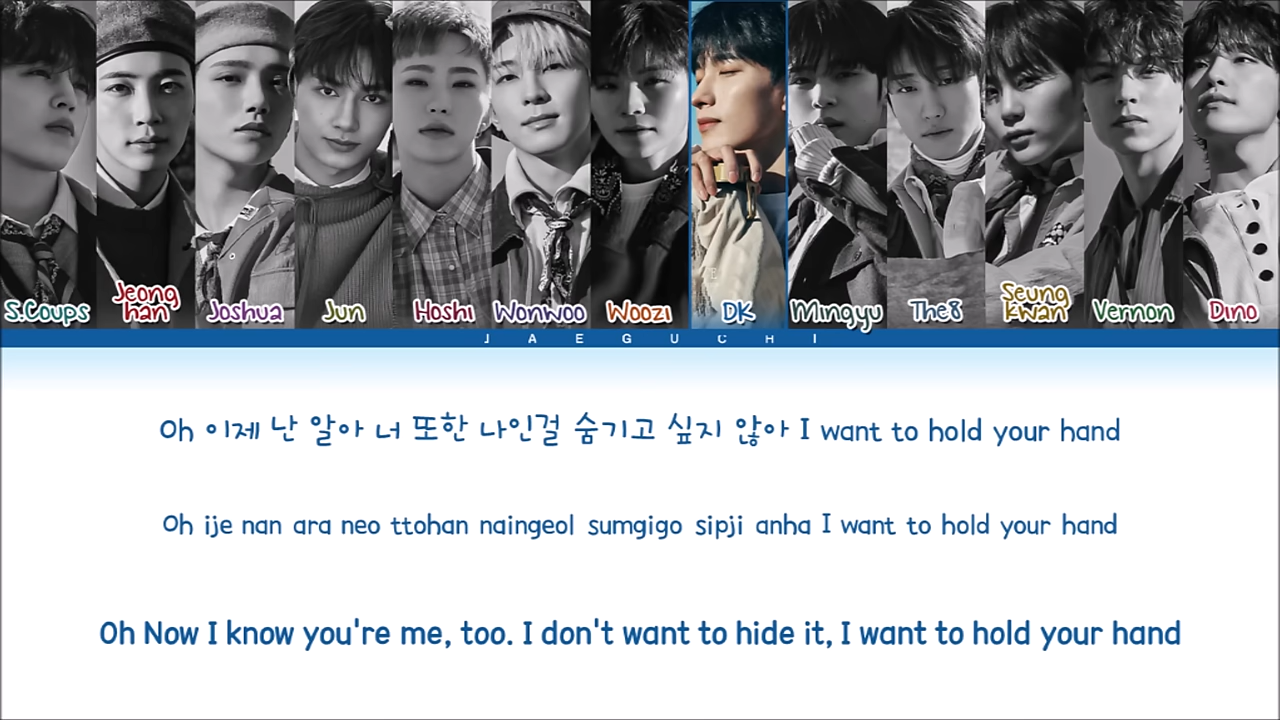 S.Coups
Jeong
han
Joshua
Jun
Hoshi
Wonwoo
Woozi
DK
Mingyu
The8
Seung
kwan
Vernon
Dino
JAEGUCHI
Oh 이제 난 알아 너 또한 나인걸 숨기고 싶지 않아 I want to hold your hand
Oh ije nan ara neo ttohan naingeol sumgigo sipji anha I want to hold your hand
Oh Now I know you're me, too. I don't want to hide it, I want to hold your hand